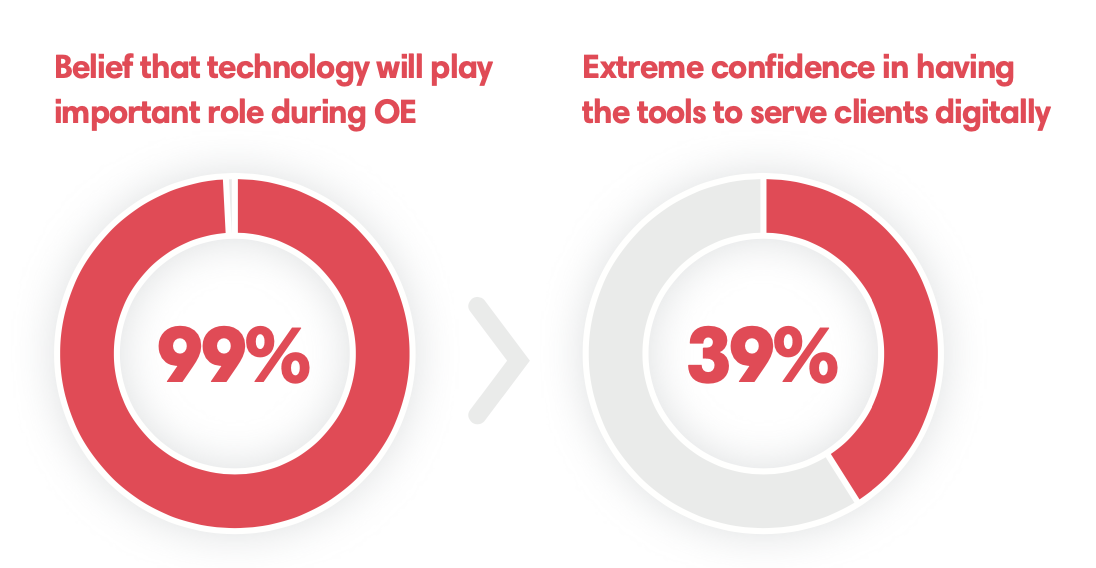 Belief that technology will play
important role during OE
99%
Extreme confidence in having
the tools to serve clients digitally
39%